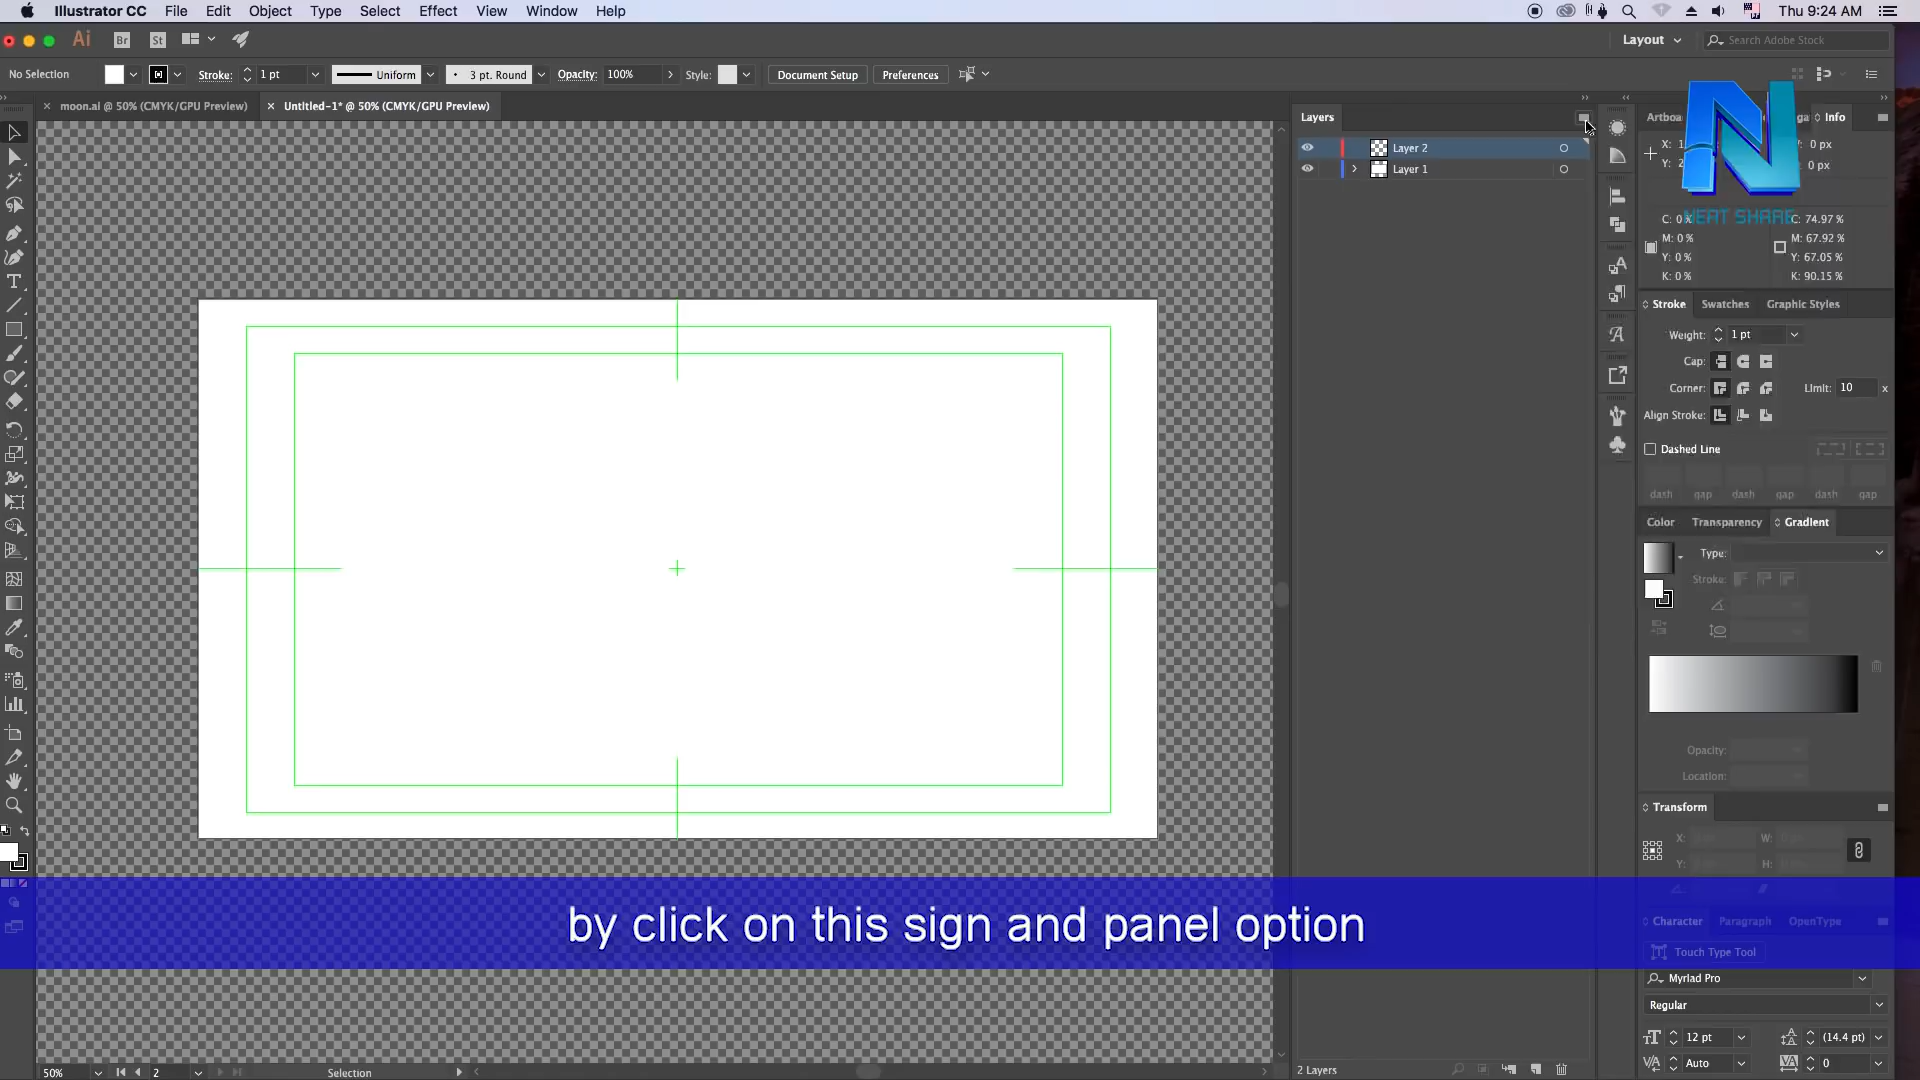 Illustrator CC File Edit Object Type Select Effect View Window Help Thu 9:24 AM
Ai Br St Layout Search Adobe Stock
No Selection Stroke: 1 pt Uniform 3 pt. Round Opacity: 100% Style: Document Setup Preferences
moon.ai @ 50% (CMYK/GPU Preview) Untitled-1* @ 50% (CMYK/GPU Preview)
Layers
Layer 2
Layer 1
Info
X:
Y:
0 px
0 px
NEAT SHARE
C: 0 % C: 74.97 %
M: 0 % M: 67.92 %
Y: 0 % Y: 67.05 %
K: 0 % K: 90.15 %
Stroke Swatches Graphic Styles
Weight: 1 pt
Cap:
Corner: Limit: 10 x
Align Stroke:
Dashed Line
dash gap dash gap dash gap
Color Transparency Gradient
Type:
Stroke:
Opacity:
Location:
Transform
X: W:
Y: H:
by click on this sign and panel option
Character Paragraph OpenType
Touch Type Tool
Myriad Pro
Regular
12 pt (14.4 pt)
Auto 0
50% 2 Selection
2 Layers